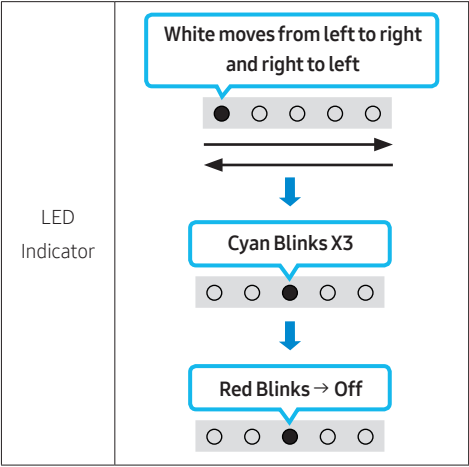 White moves from left to right
and right to left
LED
Indicator
Cyan Blinks X3
Red Blinks → Off